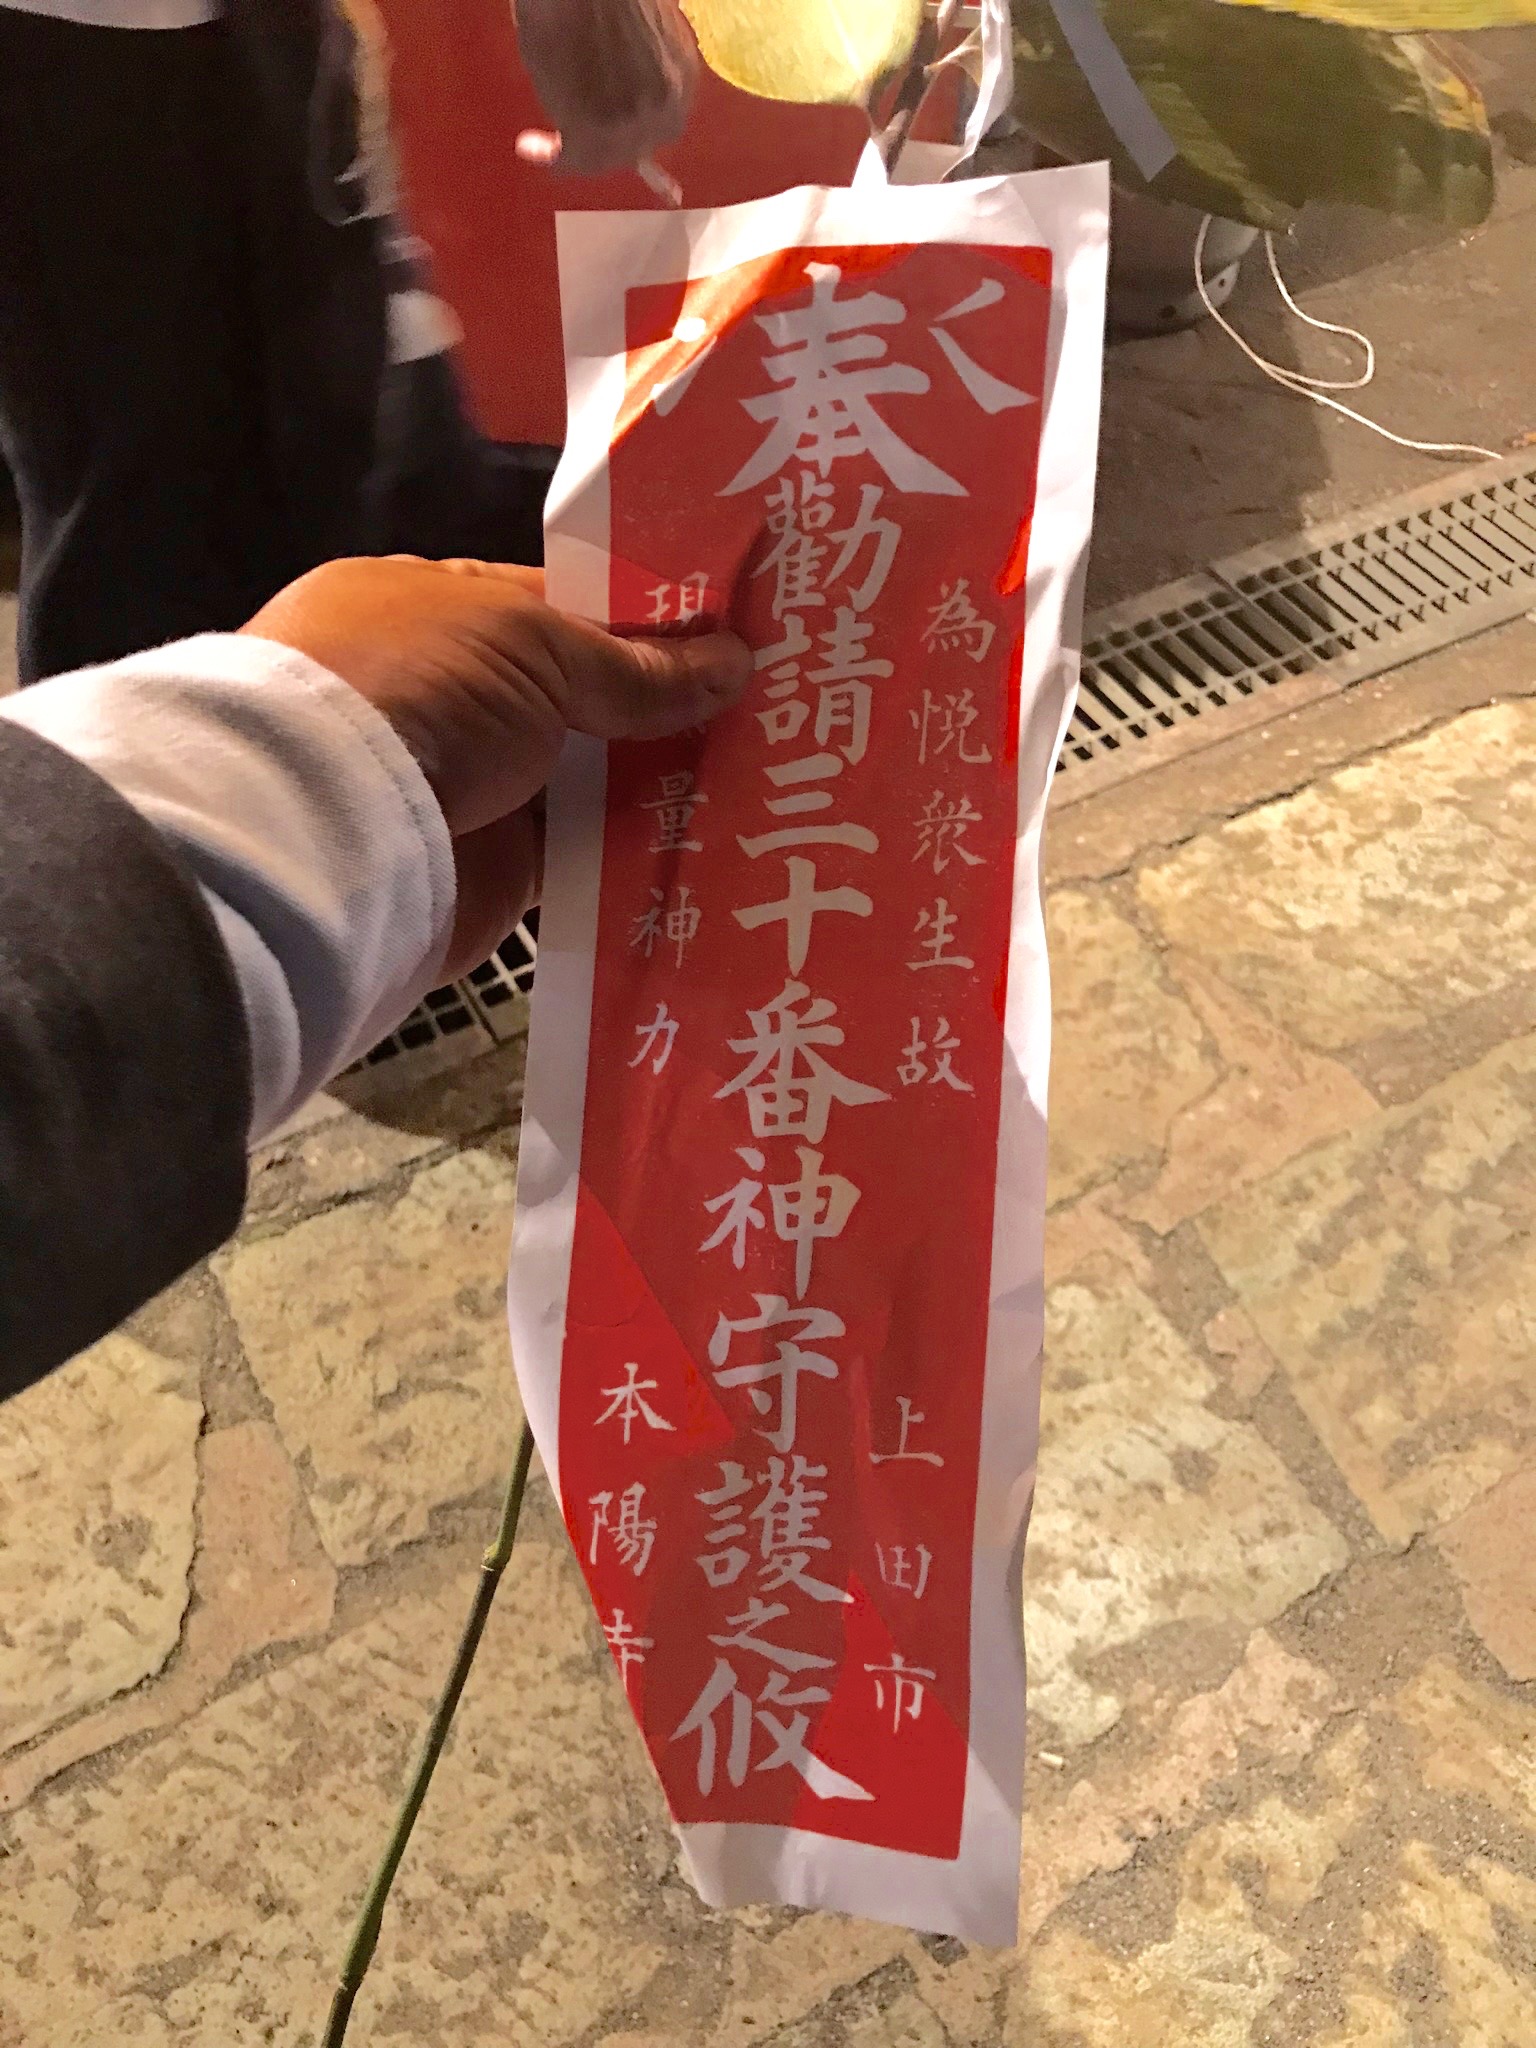 為悦衆生故
上田市
奉勸請三十番神守護之攸
現量神力
本陽寺